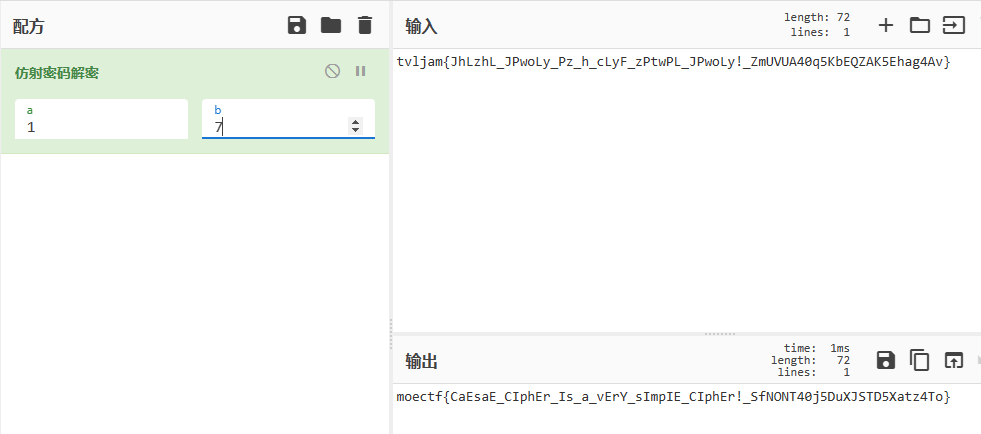 配方
仿射密码解密
a
1
b
7
输入
length: 72
lines: 1
tvljam{JhLzhL_JPwoLy_Pz_h_cLyF_zPtwPL_JPwoLy!_ZmUVUA40q5KbEQZAK5Ehag4Av}
输出
time: 1ms
length: 72
lines: 1
moectf{CaEsaE_CIphEr_Is_a_vErY_sImpIE_CIphEr!_SfNONT40j5DuXJSTD5Xatz4To}